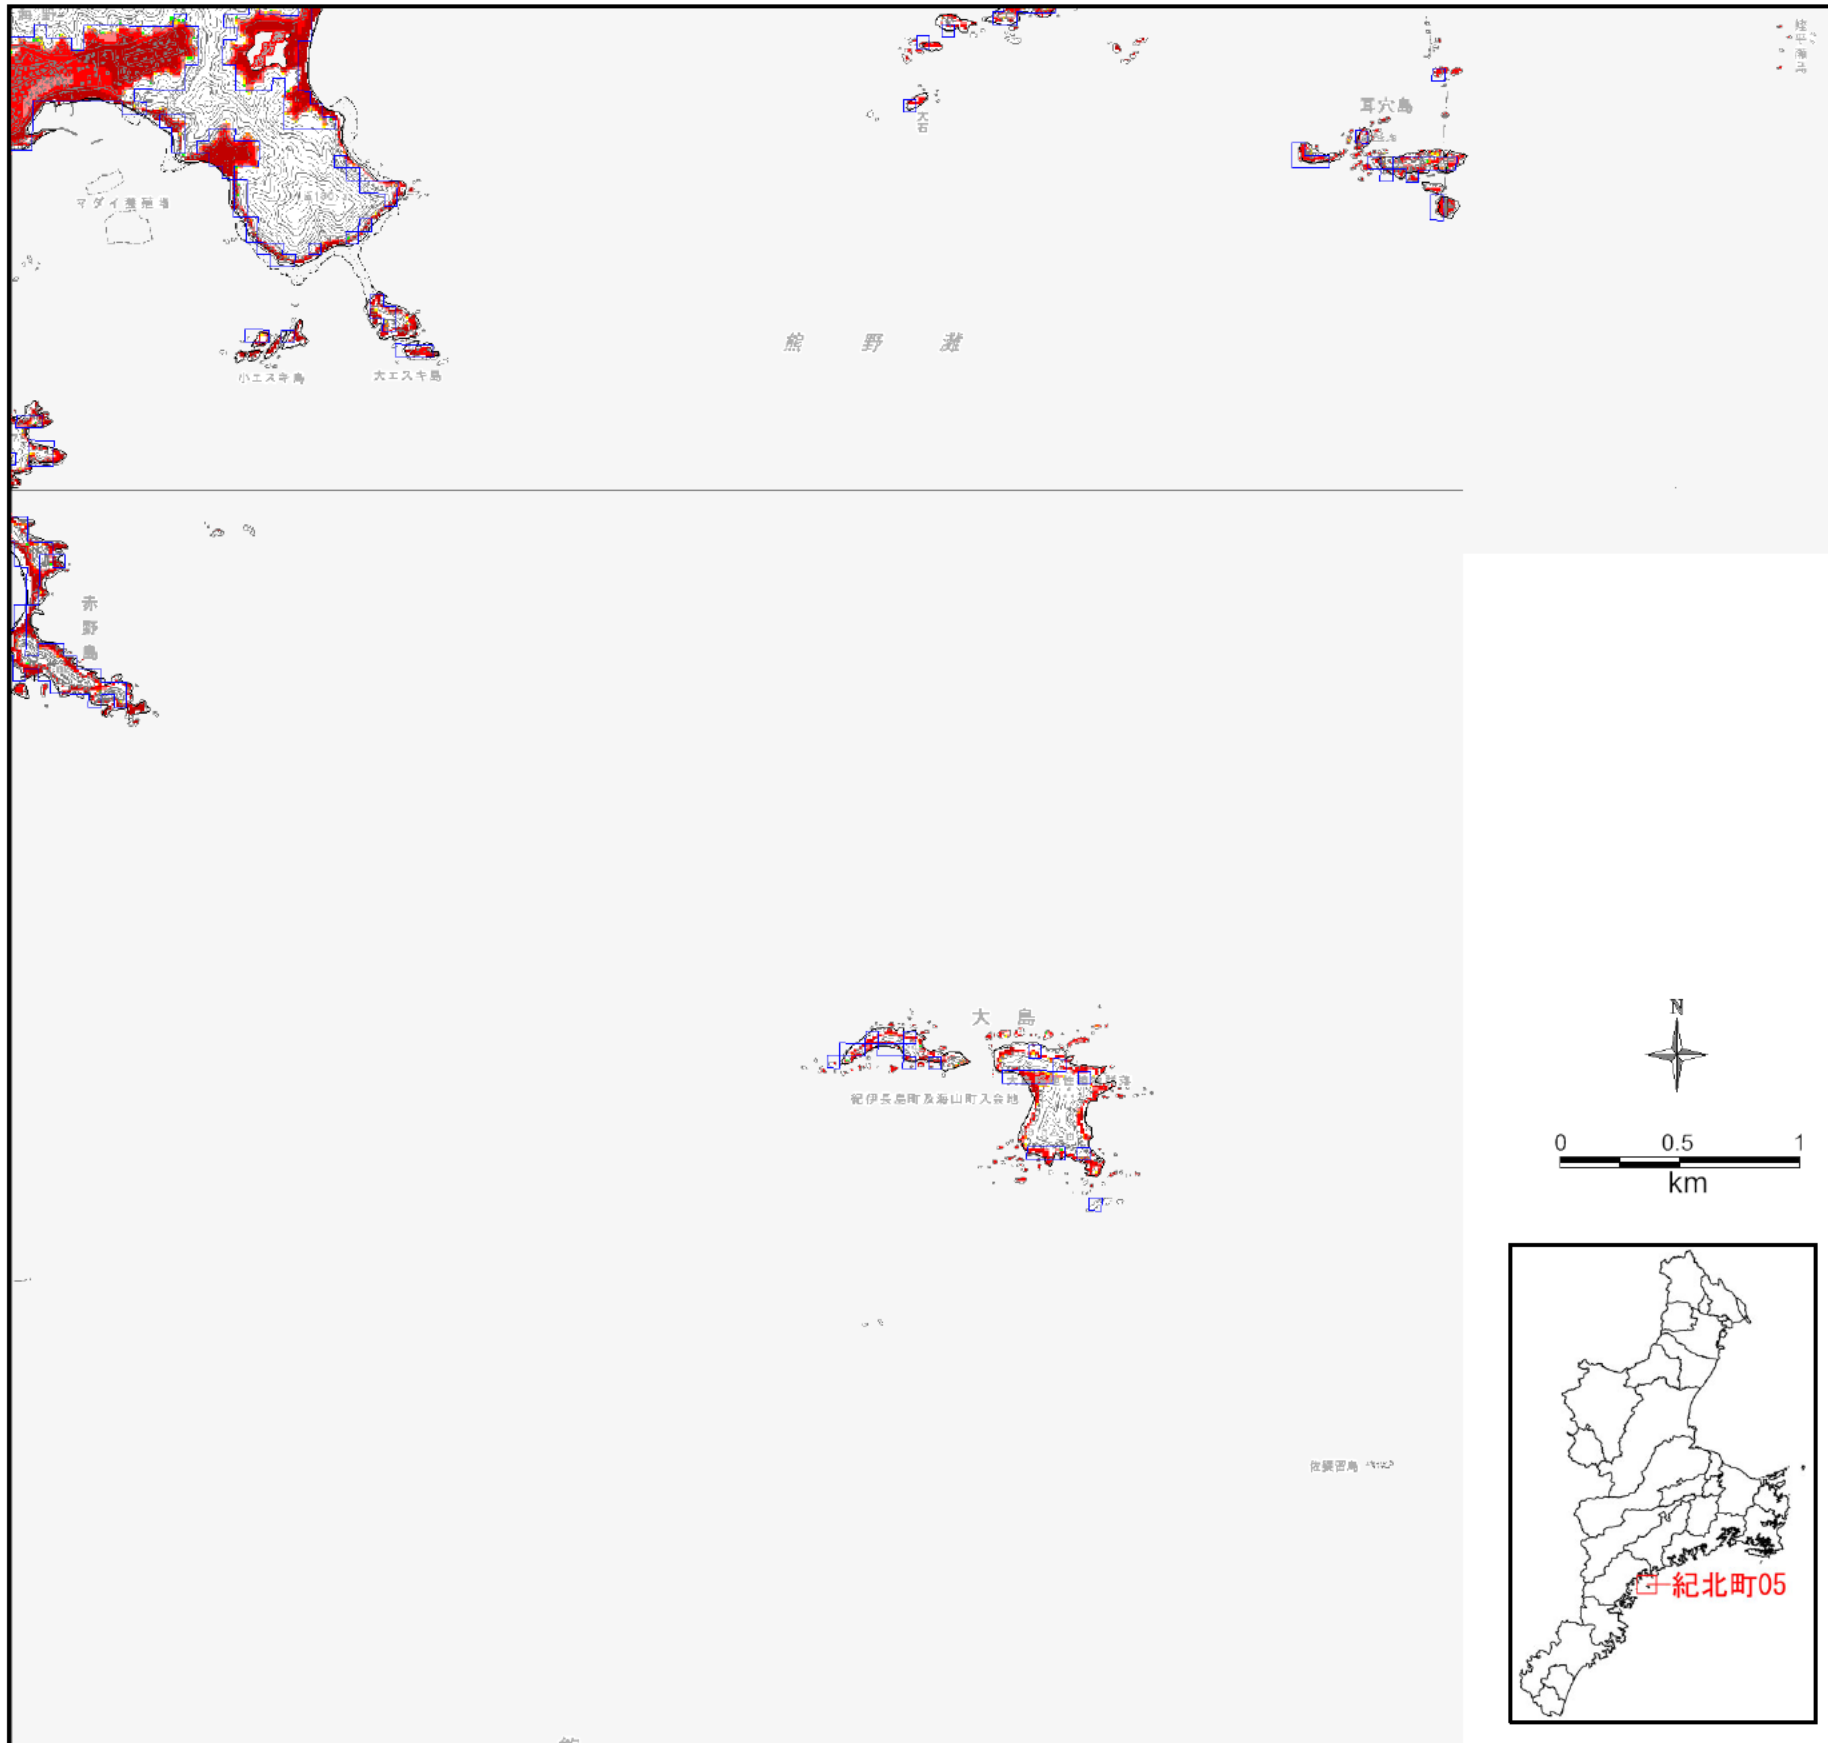 耳穴島
大石
マダイ養殖場
熊野灘
小エスキ島
大エスキ島
赤野島
大島
紀伊長島町及海山町入会地
N
0 0.5 1
km
紀北町05